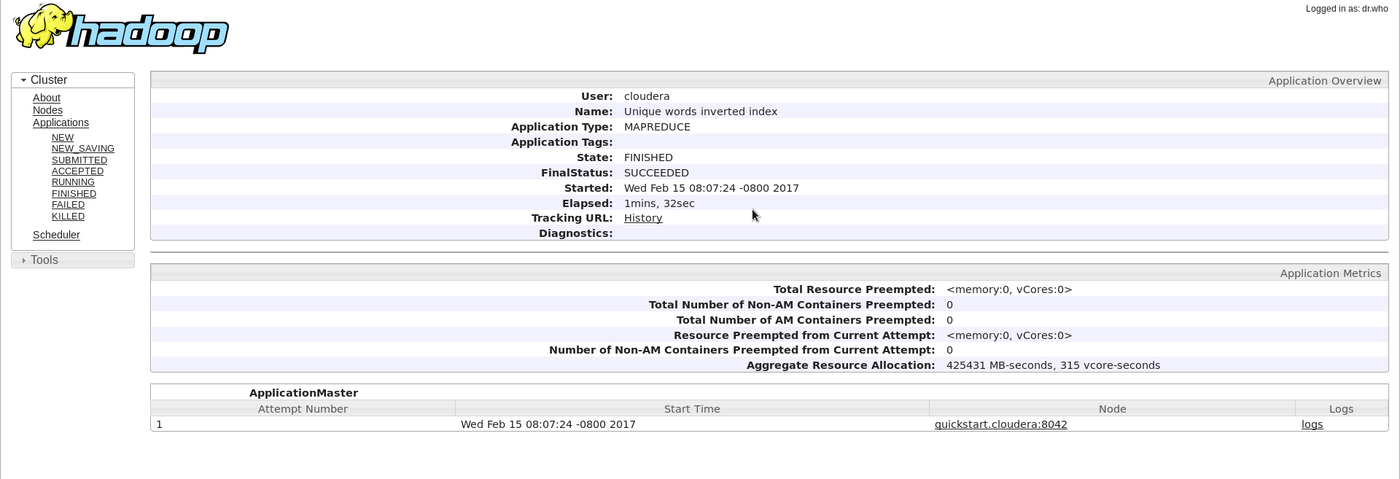 Logged in as: dr.who
hadoop
Cluster
About
Nodes
Applications
NEW
NEW_SAVING
SUBMITTED
ACCEPTED
RUNNING
FINISHED
FAILED
KILLED
Scheduler
Tools
Application Overview
User: cloudera
Name: Unique words inverted index
Application Type: MAPREDUCE
Application Tags:
State: FINISHED
FinalStatus: SUCCEEDED
Started: Wed Feb 15 08:07:24 -0800 2017
Elapsed: 1mins, 32sec
Tracking URL: History
Diagnostics:
Application Metrics
Total Resource Preempted: <memory:0, vCores:0>
Total Number of Non-AM Containers Preempted: 0
Total Number of AM Containers Preempted: 0
Resource Preempted from Current Attempt: <memory:0, vCores:0>
Number of Non-AM Containers Preempted from Current Attempt: 0
Aggregate Resource Allocation: 425431 MB-seconds, 315 vcore-seconds
ApplicationMaster
Attempt Number Start Time Node Logs
1 Wed Feb 15 08:07:24 -0800 2017 quickstart.cloudera:8042 logs